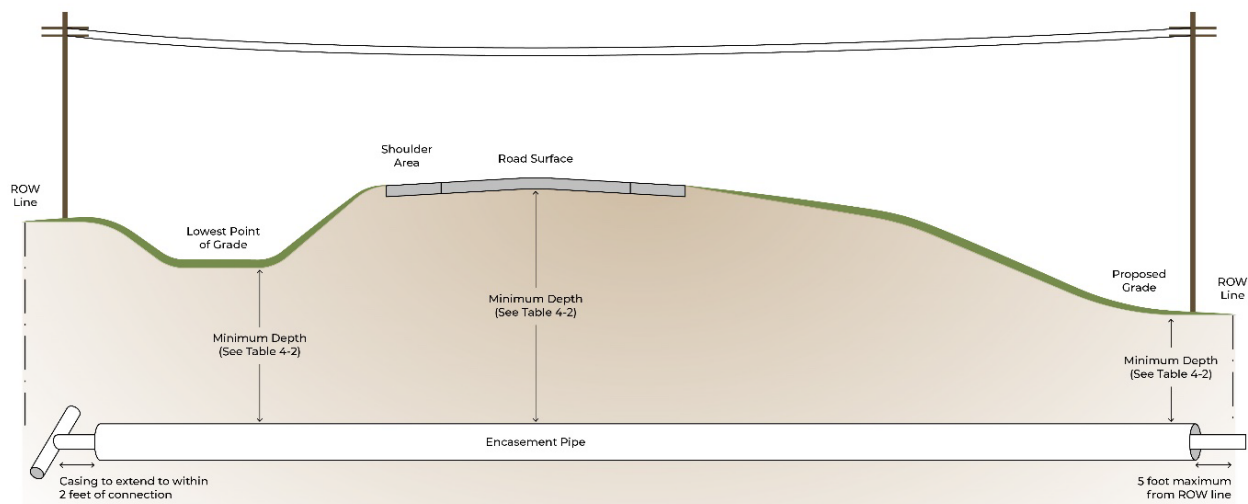 Shoulder
Area
Road Surface
ROW
Line
Lowest Point
of Grade
Proposed
Grade
ROW
Line
Minimum Depth
(See Table 4-2)
Minimum Depth
(See Table 4-2)
Minimum Depth
(See Table 4-2)
Encasement Pipe
Casing to extend to within
2 feet of connection
5 foot maximum
from ROW line